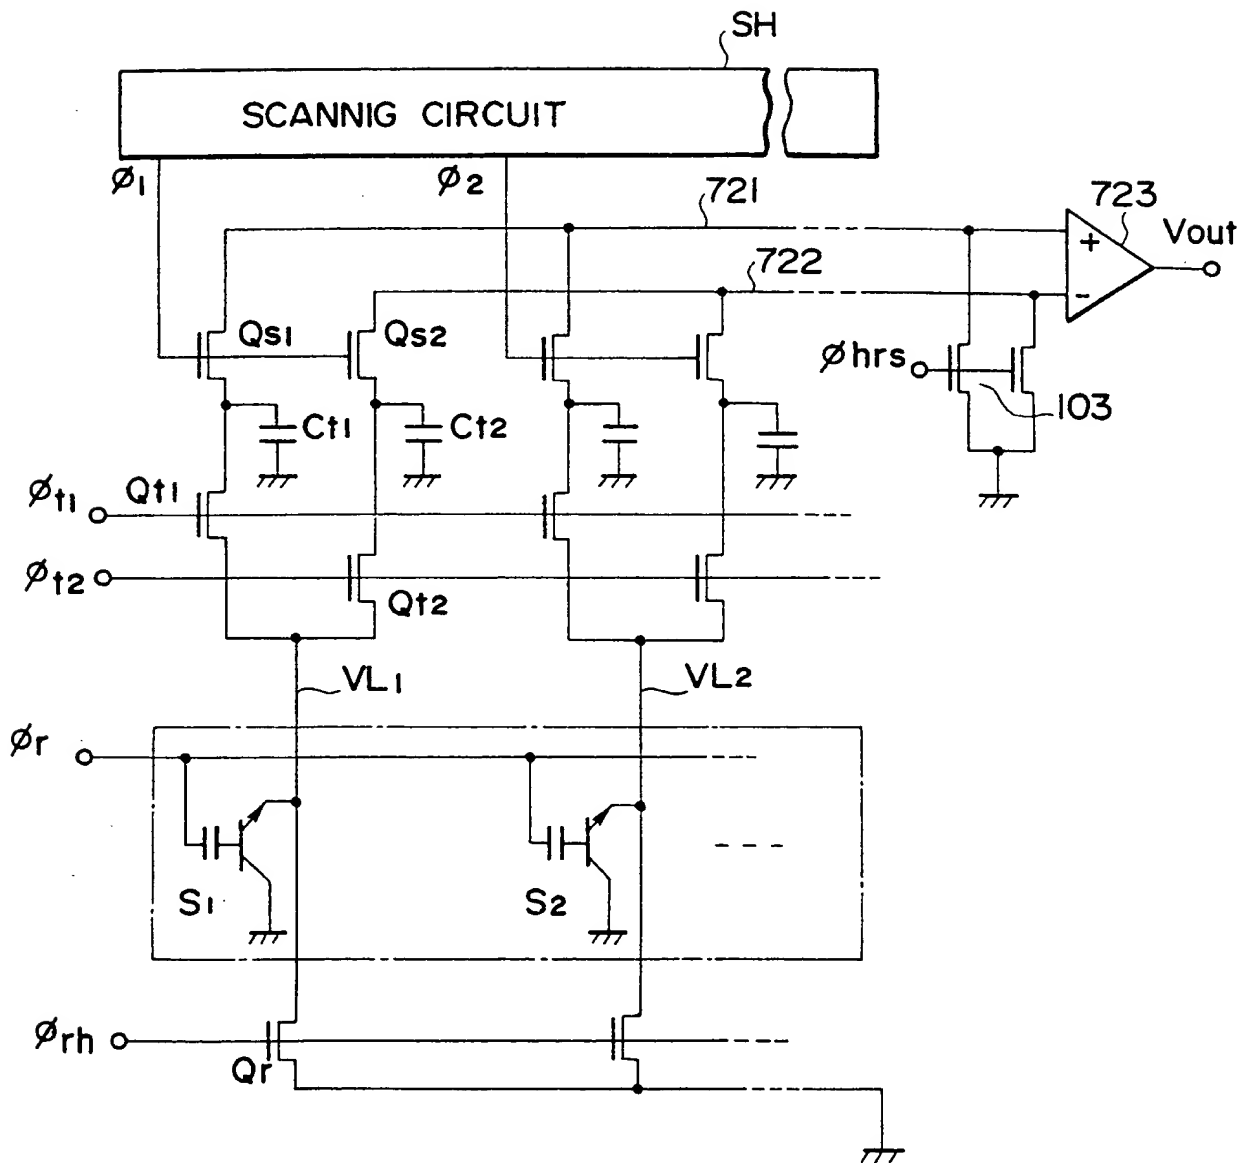 SH
SCANNIG CIRCUIT
ø1
ø2
721
723
Vout
+
722
-
Qs1
Qs2
øhrs
103
Ct1
Ct2
øt1
Qt1
øt2
Qt2
VL1
VL2
ør
S1
S2
ørh
Qr